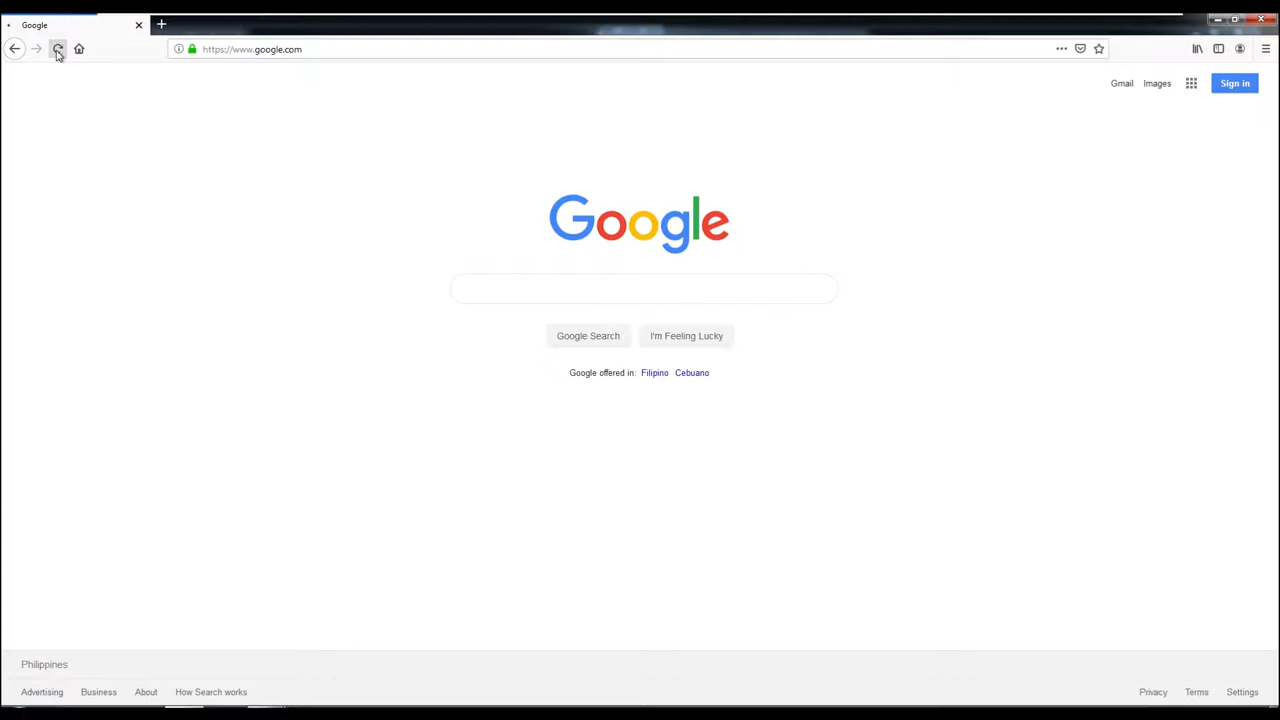 Google
https://www.google.com
Gmail Images Sign in
Google
Google Search I'm Feeling Lucky
Google offered in: Filipino Cebuano
Philippines
Advertising Business About How Search works Privacy Terms Settings